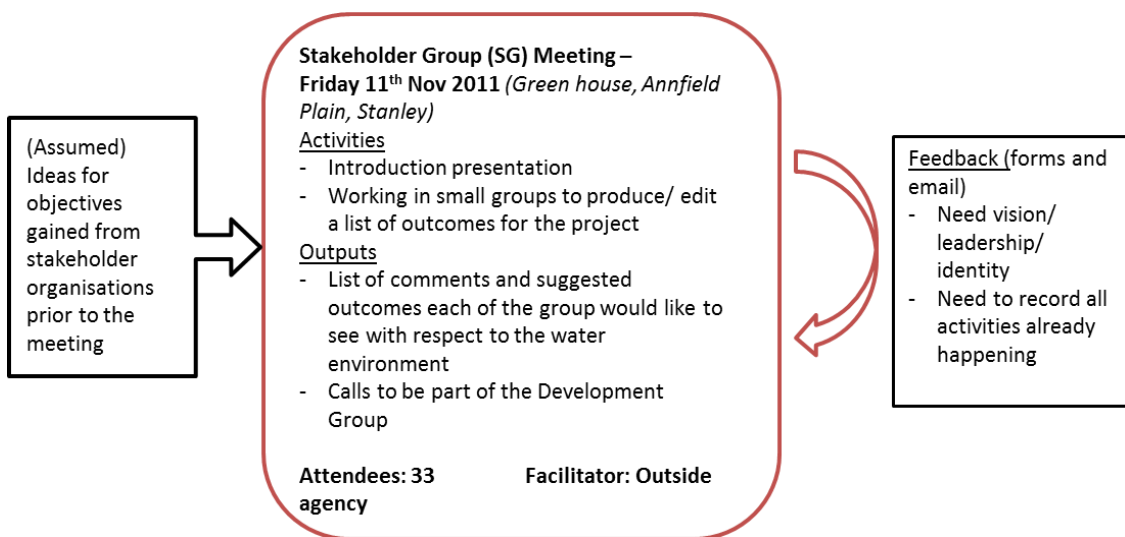 (Assumed)
Ideas for
objectives
gained from
stakeholder
organisations
prior to the
meeting
Stakeholder Group (SG) Meeting –
Friday 11th Nov 2011 (Green house, Annfield
Plain, Stanley)
Activities
- Introduction presentation
- Working in small groups to produce/ edit
a list of outcomes for the project
Outputs
- List of comments and suggested
outcomes each of the group would like to
see with respect to the water
environment
- Calls to be part of the Development
Group
Attendees: 33 Facilitator: Outside
agency
Feedback (forms and
email)
- Need vision/
leadership/
identity
- Need to record all
activities already
happening